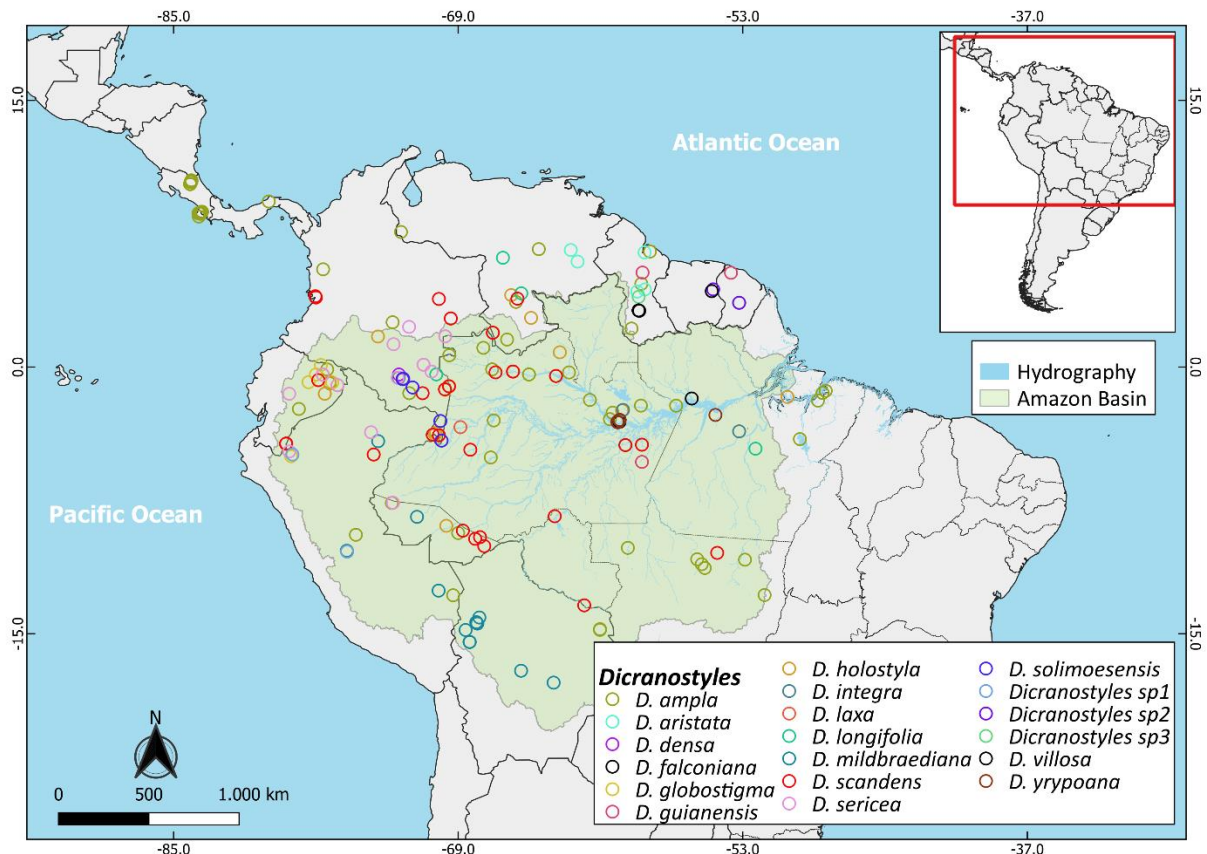 -85.0 -69.0 -53.0 -37.0
15.0 15.0
Atlantic Ocean
0.0 0.0
Hydrography
Amazon Basin
Pacific Ocean
-15.0 -15.0
Dicranostyles
D. ampla
D. aristata
D. densa
D. falconiana
D. globostigma
D. guianensis
D. holostyla
D. integra
D. laxa
D. longifolia
D. mildbraediana
D. scandens
D. sericea
D. solimoesensis
Dicranostyles sp1
Dicranostyles sp2
Dicranostyles sp3
D. villosa
D. yrypoana
N
0 500 1.000 km
-85.0 -69.0 -53.0 -37.0